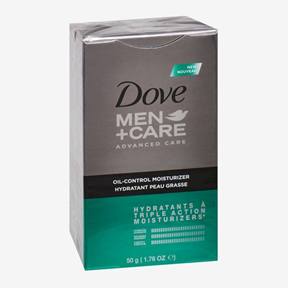 NEW
NOUVEAU
Dove
MEN
+CARE
ADVANCED CARE
OIL-CONTROL MOISTURIZER
HYDRATANT PEAU GRASSE
HYDRATANTS À
TRIPLE ACTION
MOISTURIZERS*
50 g (1.76 OZ ℮)